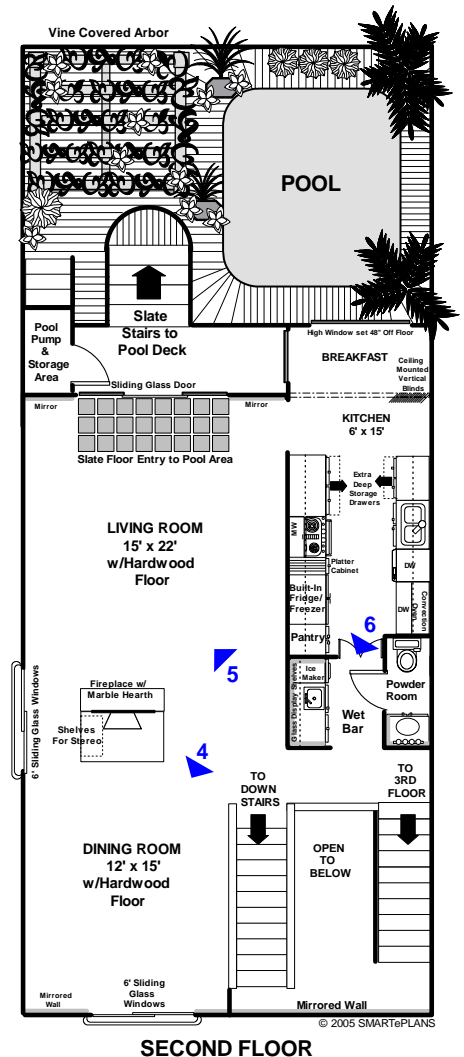 Vine Covered Arbor
POOL
Slate
Stairs to
Pool Deck
Pool
Pump
&
Storage
Area
High Window set 48" Off Floor
BREAKFAST
Ceiling
Mounted
Vertical
Blinds
Sliding Glass Door
Mirror
Mirror
KITCHEN
6' x 15'
Slate Floor Entry to Pool Area
Extra
Deep
Storage
Drawers
LIVING ROOM
15' x 22'
w/Hardwood
Floor
MW
Platter
Cabinet
DW
Built-In
Fridge/
Freezer
DW
Convection
Oven
Pantry
6
5
Ice
Maker
Glass Display Shelves
Powder
Room
Wet
Bar
Fireplace w/
Marble Hearth
Shelves
For Stereo
6' Sliding Glass Windows
4
TO
DOWN
STAIRS
TO
3RD
FLOOR
DINING ROOM
12' x 15'
w/Hardwood
Floor
OPEN
TO
BELOW
6' Sliding
Glass
Windows
Mirrored
Wall
Mirrored Wall
© 2005 SMARTePLANS
SECOND FLOOR